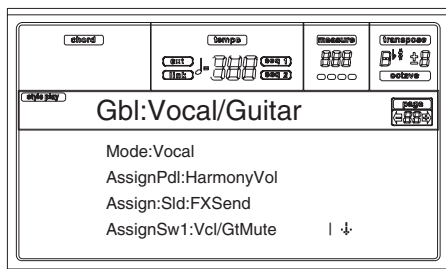 chord tempo measure transpose
ext seq 1
link seq 2
octave
style play page
Gbl:Vocal/Guitar
Mode:Vocal
AssignPdl:HarmonyVol
Assign:Sld:FXSend
AssignSw1:Vcl/GtMute